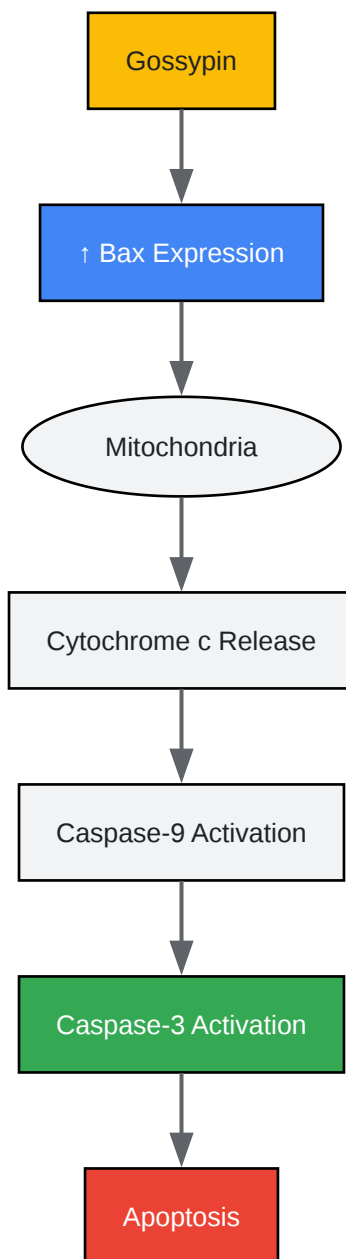 Gossypin
↑ Bax Expression
Mitochondria
Cytochrome c Release
Caspase-9 Activation
Caspase-3 Activation
Apoptosis